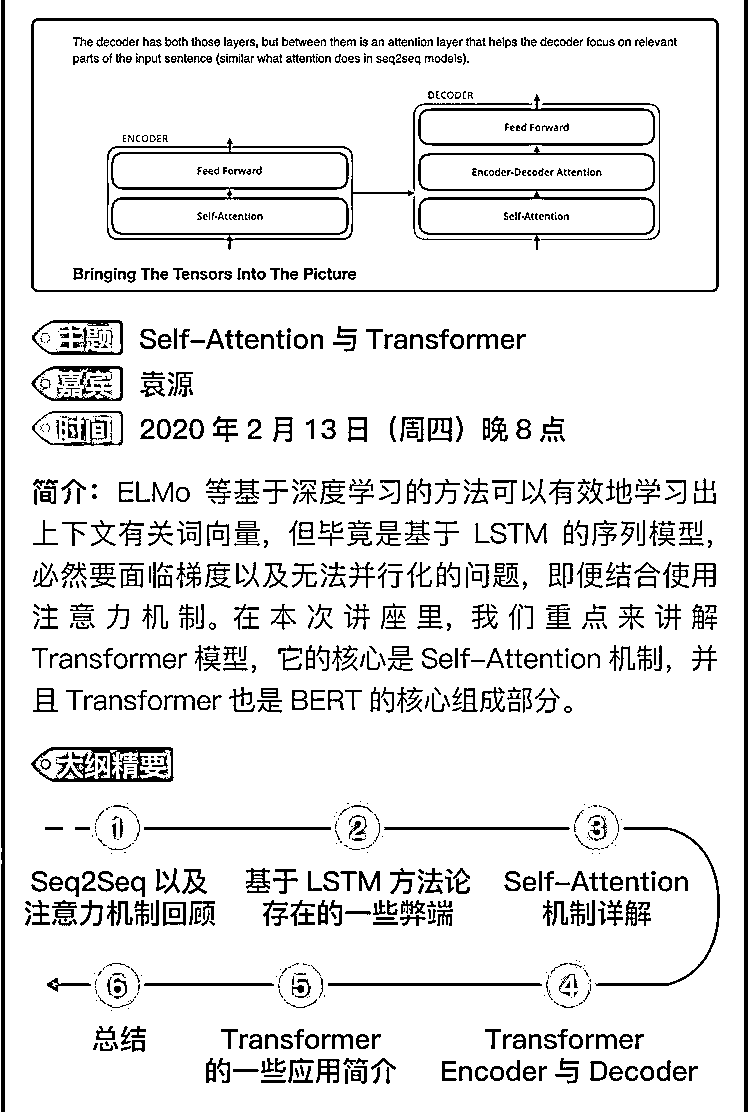 The decoder has both those layers, but between them is an attention layer that helps the decoder focus on relevant
parts of the input sentence (similar what attention does in seq2seq models).
DECODER
Feed Forward
ENCODER
Feed Forward
Encoder-Decoder Attention
Self-Attention
Self-Attention
Bringing The Tensors Into The Picture
主题 Self-Attention 与 Transformer
嘉宾 袁源
时间 2020 年 2 月 13 日（周四）晚 8 点
简介：ELMo 等基于深度学习的方法可以有效地学习出
上下文有关词向量，但毕竟是基于 LSTM 的序列模型，
必然要面临梯度以及无法并行化的问题，即便结合使用
注意力机制。在本次讲座里，我们重点来讲解
Transformer 模型，它的核心是 Self-Attention 机制，并
且 Transformer 也是 BERT 的核心组成部分。
大纲精要
1 2 3
Seq2Seq 以及 基于 LSTM 方法论 Self-Attention
注意力机制回顾 存在的一些弊端 机制详解
6 5 4
总结 Transformer Transformer
的一些应用简介 Encoder 与 Decoder